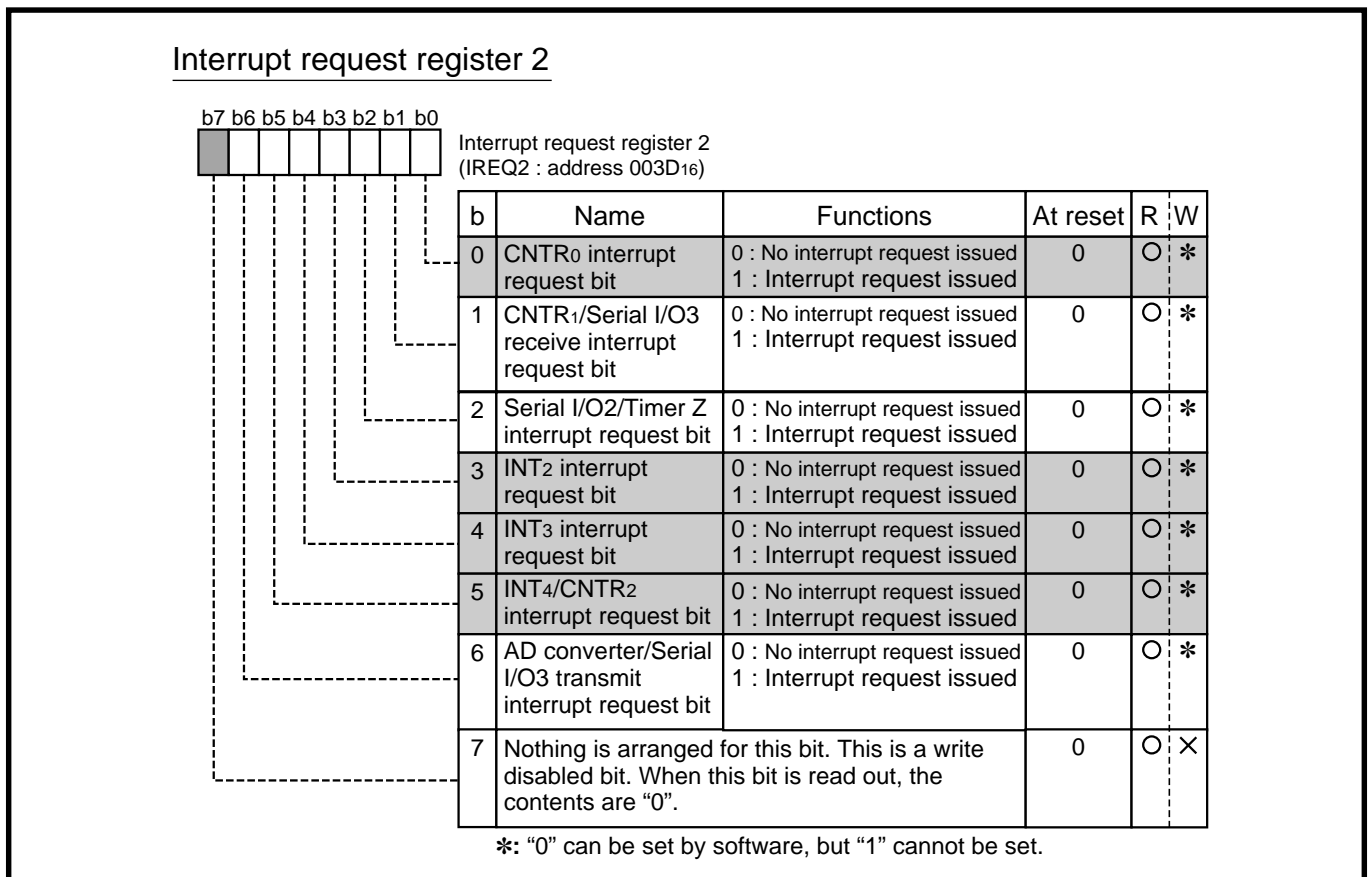 Interrupt request register 2
b7 b6 b5 b4 b3 b2 b1 b0
Interrupt request register 2
(IREQ2 : address 003D16)
b Name Functions At reset R W
0 CNTR0 interrupt 0 : No interrupt request issued 0 ○ ✻
request bit 1 : Interrupt request issued
1 CNTR1/Serial I/O3 0 : No interrupt request issued 0 ○ ✻
receive interrupt 1 : Interrupt request issued
request bit
2 Serial I/O2/Timer Z 0 : No interrupt request issued 0 ○ ✻
interrupt request bit 1 : Interrupt request issued
3 INT2 interrupt 0 : No interrupt request issued 0 ○ ✻
request bit 1 : Interrupt request issued
4 INT3 interrupt 0 : No interrupt request issued 0 ○ ✻
request bit 1 : Interrupt request issued
5 INT4/CNTR2 0 : No interrupt request issued 0 ○ ✻
interrupt request bit 1 : Interrupt request issued
6 AD converter/Serial 0 : No interrupt request issued 0 ○ ✻
I/O3 transmit 1 : Interrupt request issued
interrupt request bit
7 Nothing is arranged for this bit. This is a write 0 ○ ×
disabled bit. When this bit is read out, the
contents are “0”.
✻: “0” can be set by software, but “1” cannot be set.